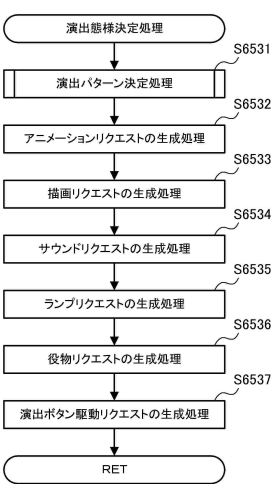 演出態様決定処理
S6531
演出パターン決定処理
S6532
アニメーションリクエストの生成処理
S6533
描画リクエストの生成処理
S6534
サウンドリクエストの生成処理
S6535
ランプリクエストの生成処理
S6536
役物リクエストの生成処理
S6537
演出ボタン駆動リクエストの生成処理
RET